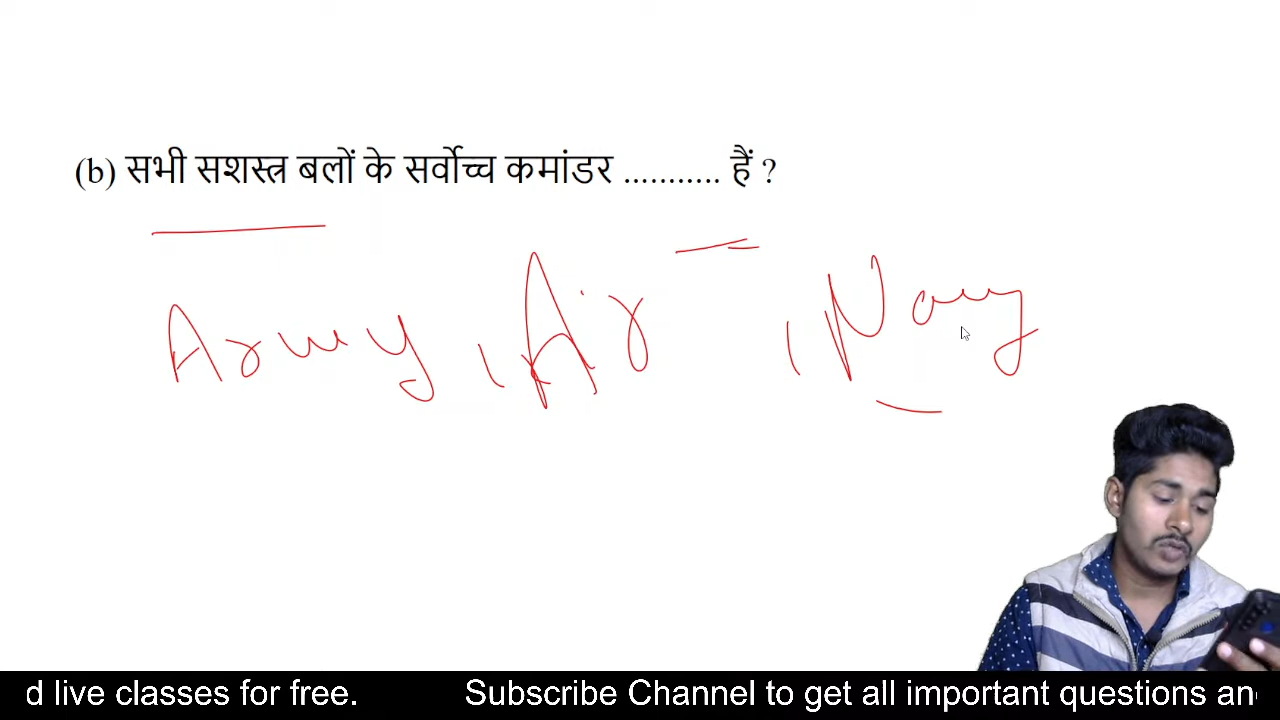 (b) सभी सशस्त्र बलों के सर्वोच्च कमांडर ........... हैं ?
Army , Air , Navy
d live classes for free. Subscribe Channel to get all important questions an